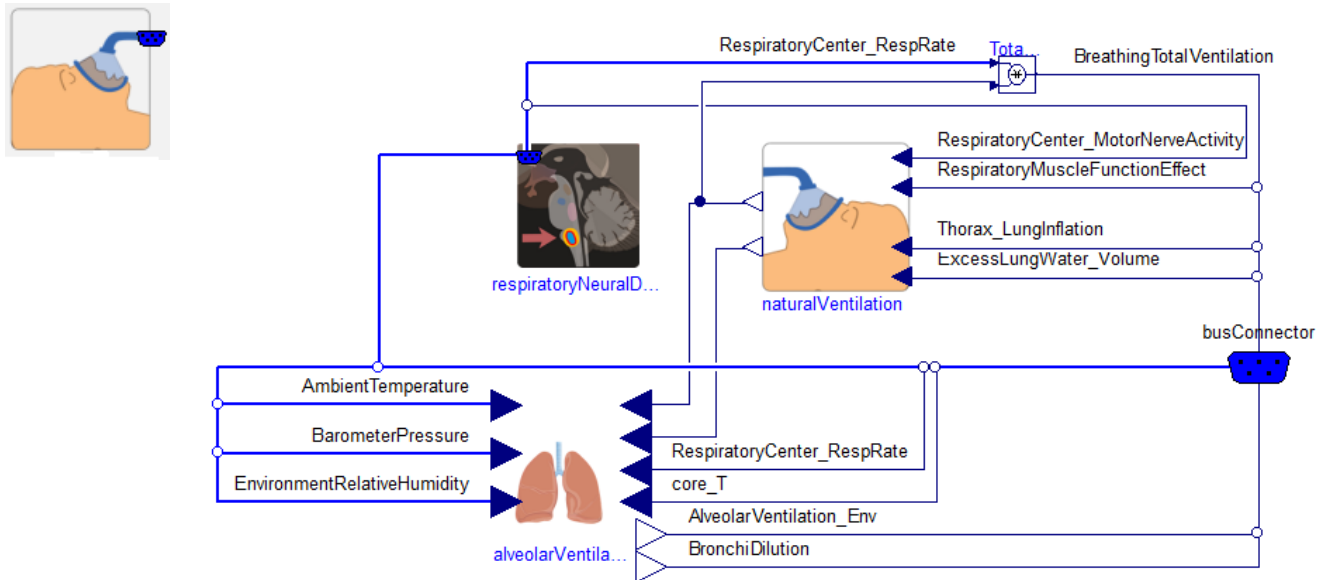 RespiratoryCenter_RespRate
Tota...
BreathingTotalVentilation
RespiratoryCenter_MotorNerveActivity
RespiratoryMuscleFunctionEffect
Thorax_LungInflation
ExcessLungWater_Volume
respiratoryNeuralD...
naturalVentilation
busConnector
AmbientTemperature
BarometerPressure
RespiratoryCenter_RespRate
EnvironmentRelativeHumidity
core_T
AlveolarVentilation_Env
BronchiDilution
alveolarVentila...